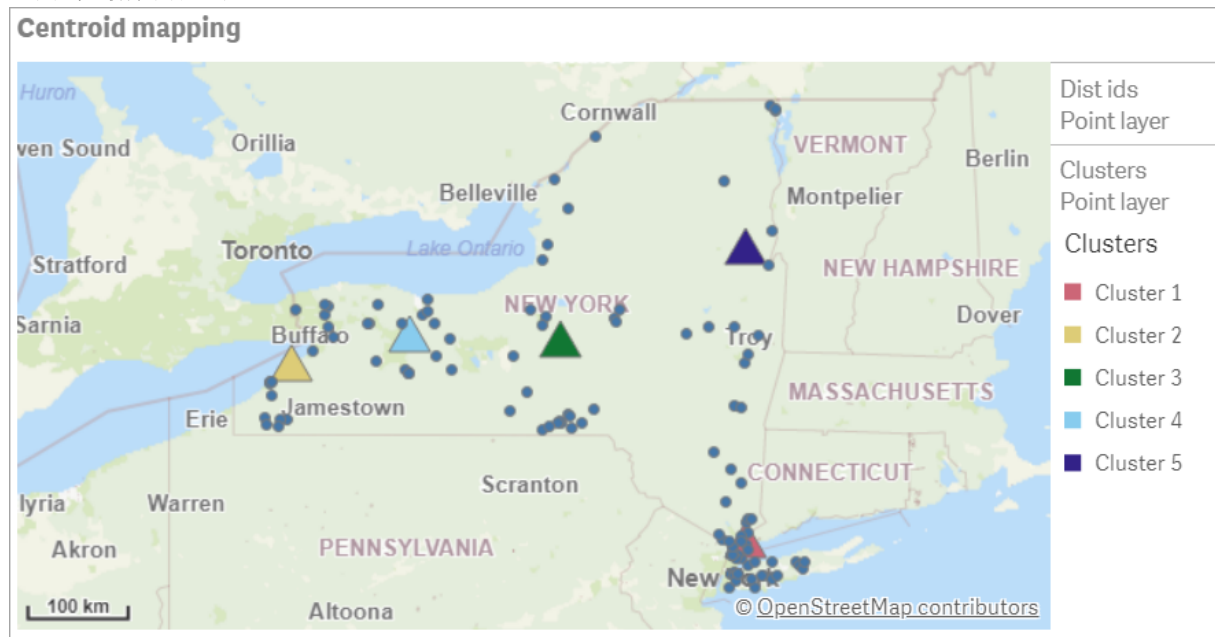 Centroid mapping
Huron
Cornwall
Dist ids
Point layer
wen Sound
Orillia
VERMONT
Berlin
Clusters
Point layer
Belleville
Montpelier
Toronto
Lake Ontario
Clusters
Stratford
NEW HAMPSHIRE
Cluster 1
NEW YORK
Sarnia
Buffalo
Troy
Dover
Cluster 2
Cluster 3
MASSACHUSETTS
Erie
Jamestown
Cluster 4
CONNECTICUT
Cluster 5
Scranton
lyria
Warren
Akron
PENNSYLVANIA
New York
100 km
Altoona
© OpenStreetMap contributors